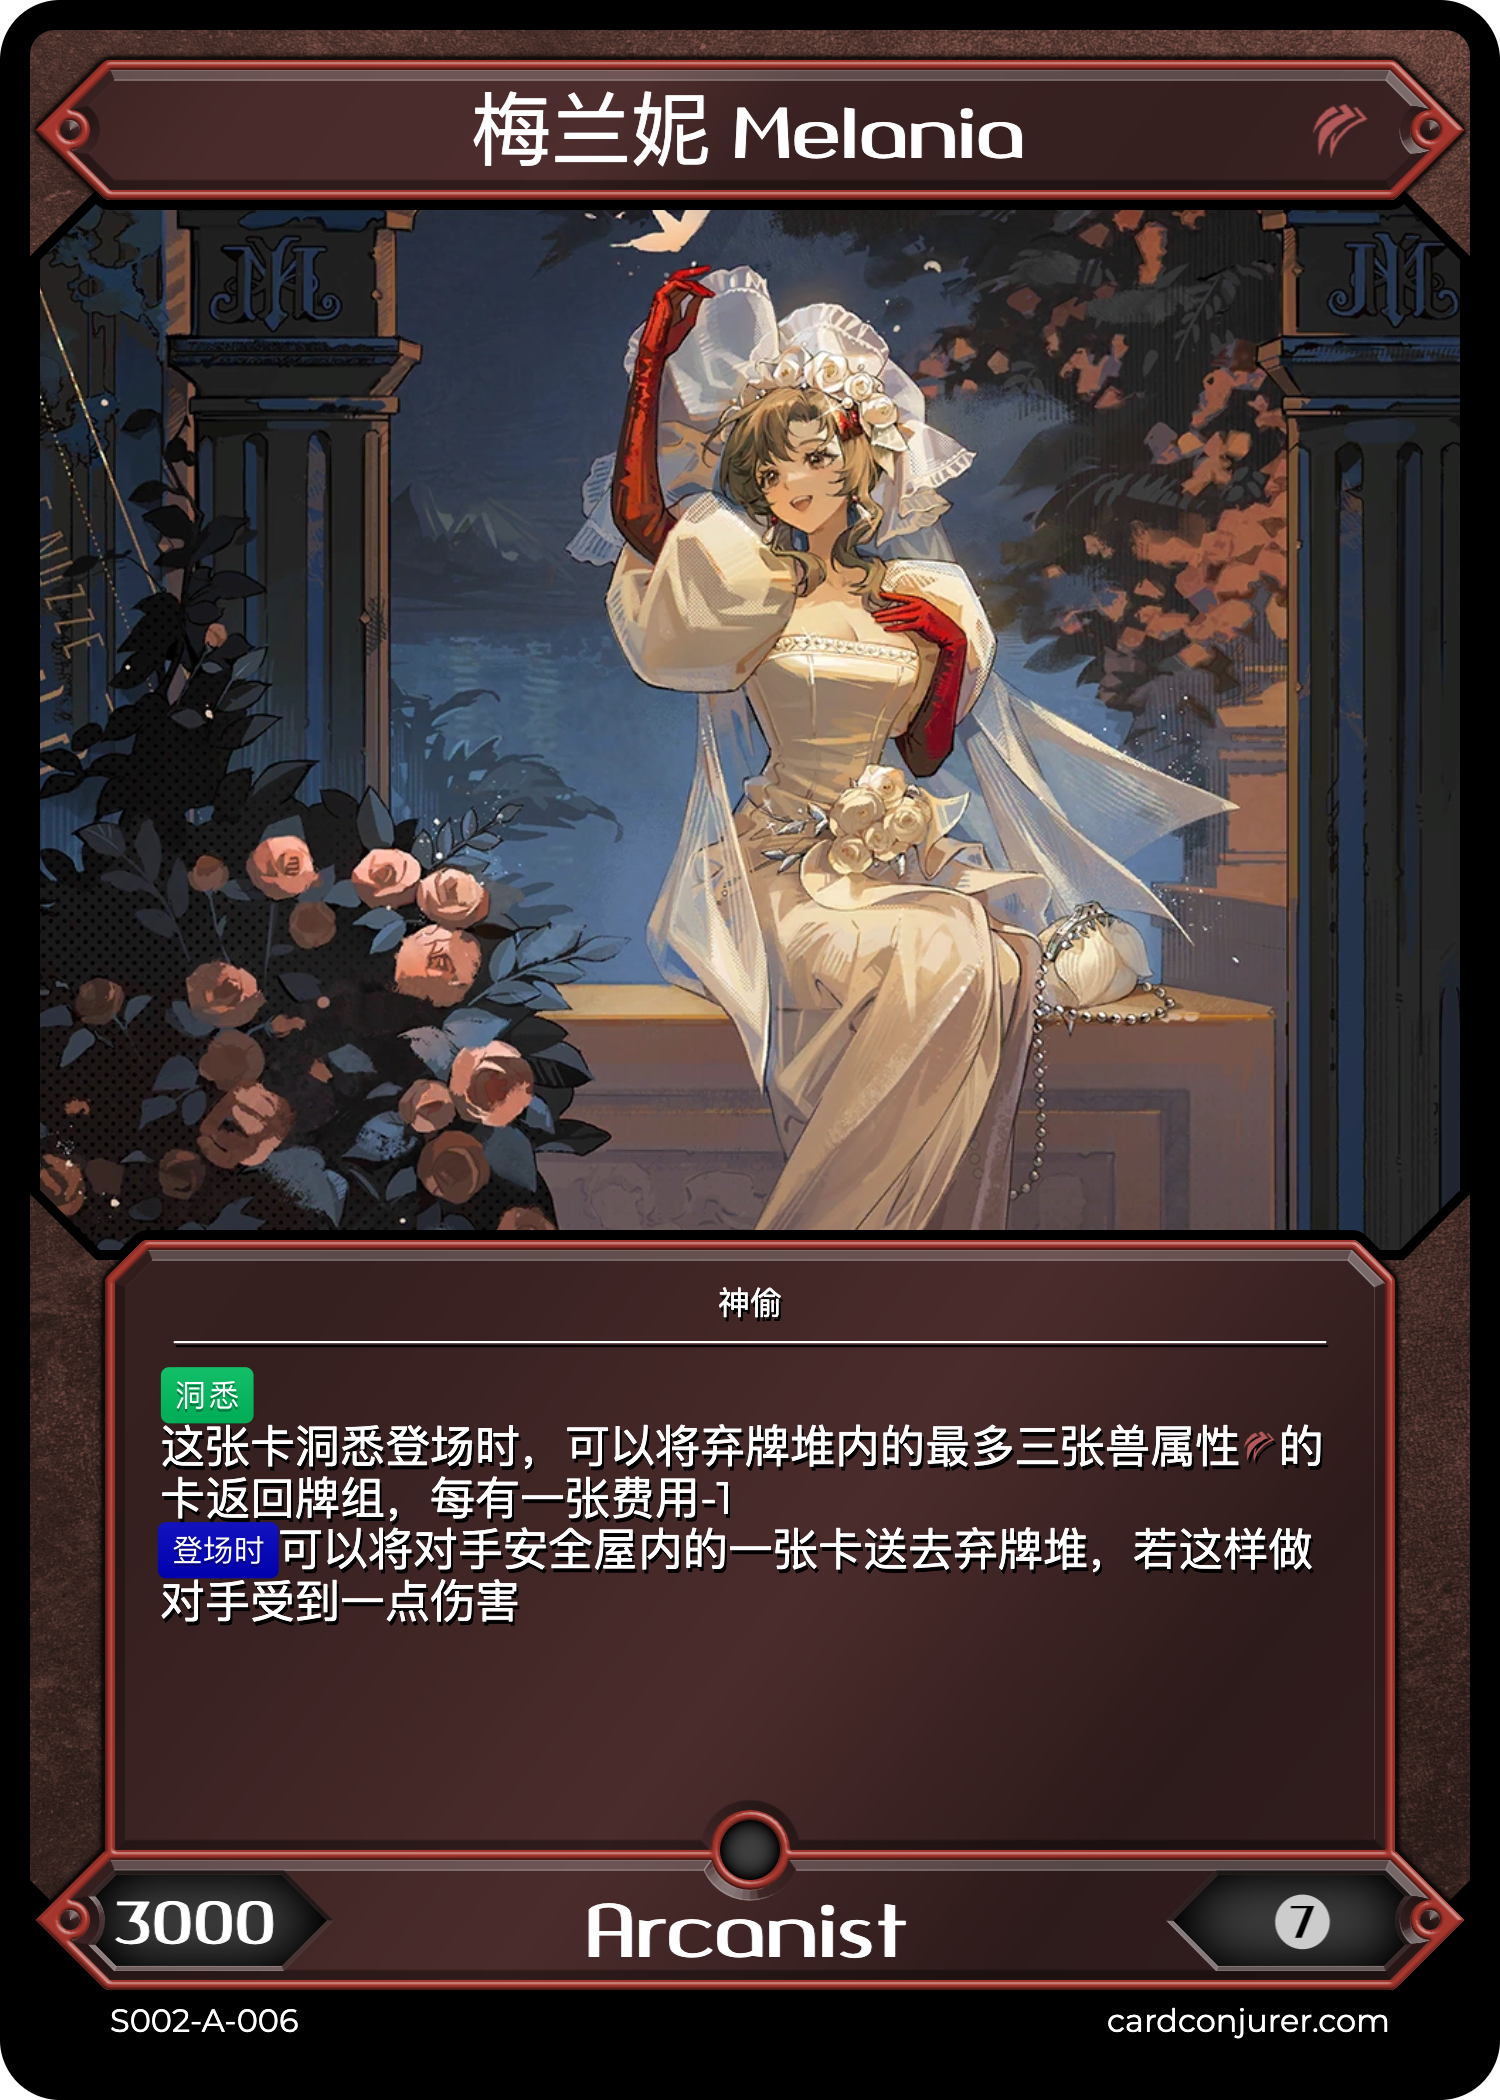 梅兰妮 Melania
神偷
洞悉
这张卡洞悉登场时，可以将弃牌堆内的最多三张兽属性的
卡返回牌组，每有一张费用-1
登场时 可以将对手安全屋内的一张卡送去弃牌堆，若这样做
对手受到一点伤害
3000
Arcanist
7
S002-A-006
cardconjurer.com